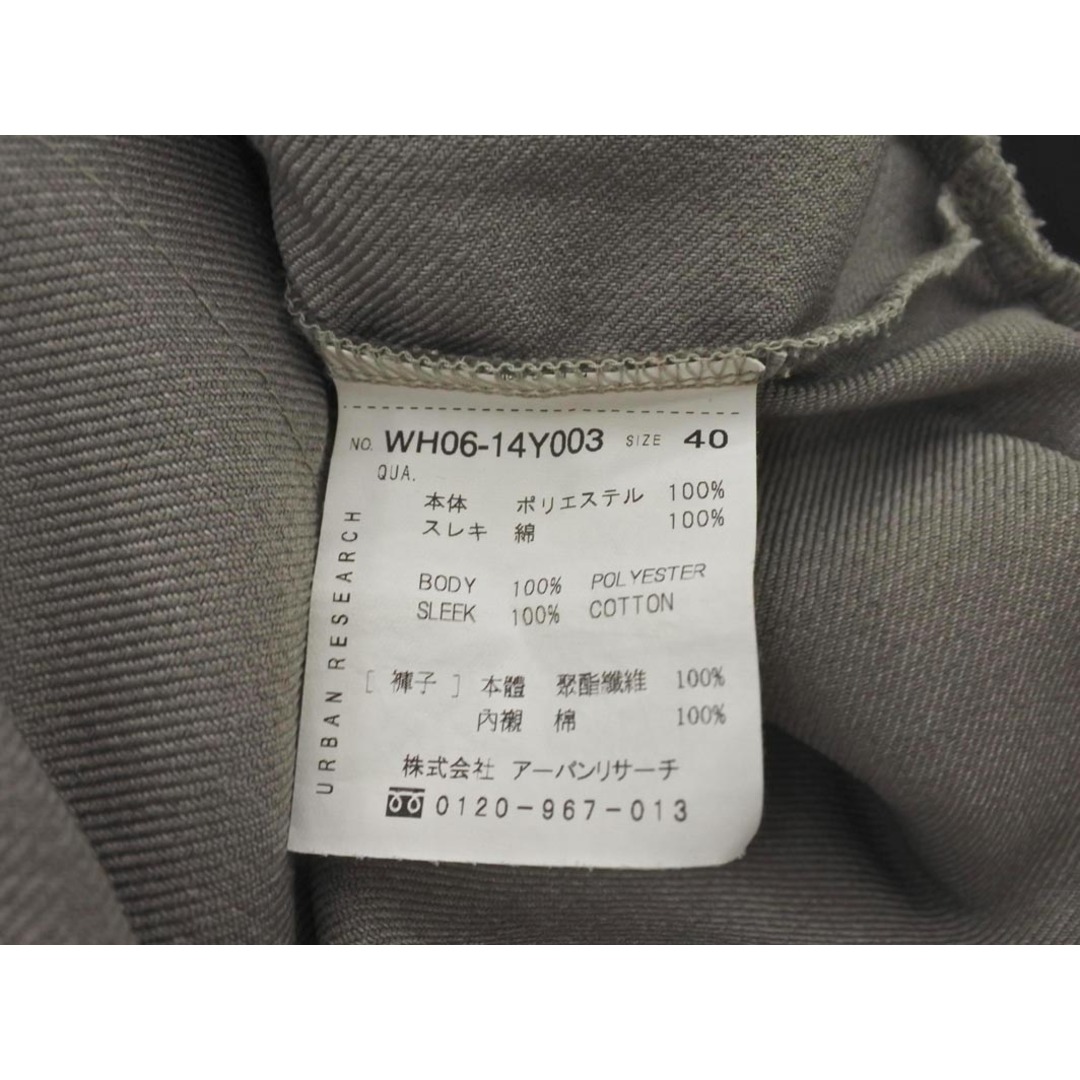 NO. WH06-14Y003 SIZE 40
QUA.
本体 ポリエステル 100%
スレキ 綿 100%
BODY 100% POLYESTER
SLEEK 100% COTTON
[ 褲子 ] 本體 聚酯纖維 100%
內襯 棉 100%
株式会社 アーバンリサーチ
0120-967-013
URBAN RESEARCH